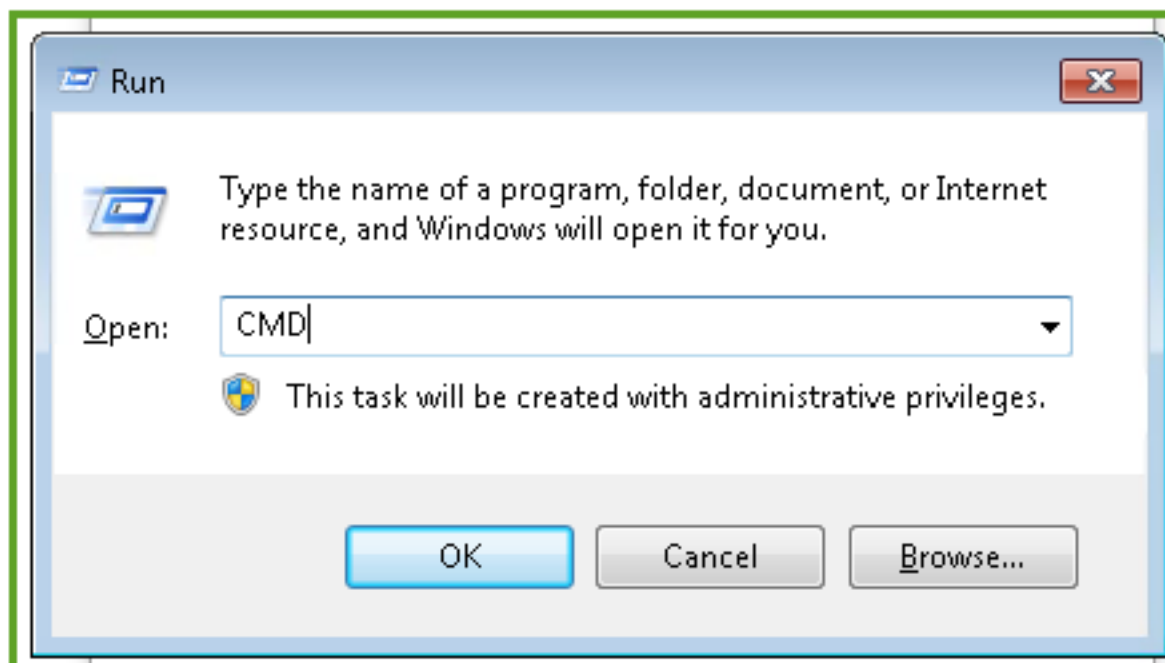 Run
Type the name of a program, folder, document, or Internet
resource, and Windows will open it for you.
Open: CMD
This task will be created with administrative privileges.
OK Cancel Browse...